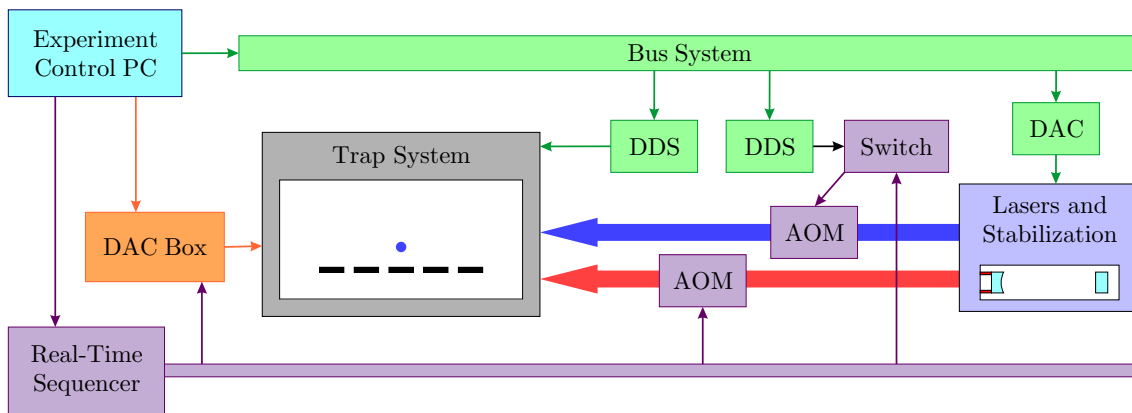 Experiment
Control PC
Bus System
DDS
DDS
DAC
Switch
Trap System
DAC Box
AOM
AOM
Lasers and
Stabilization
Real-Time
Sequencer